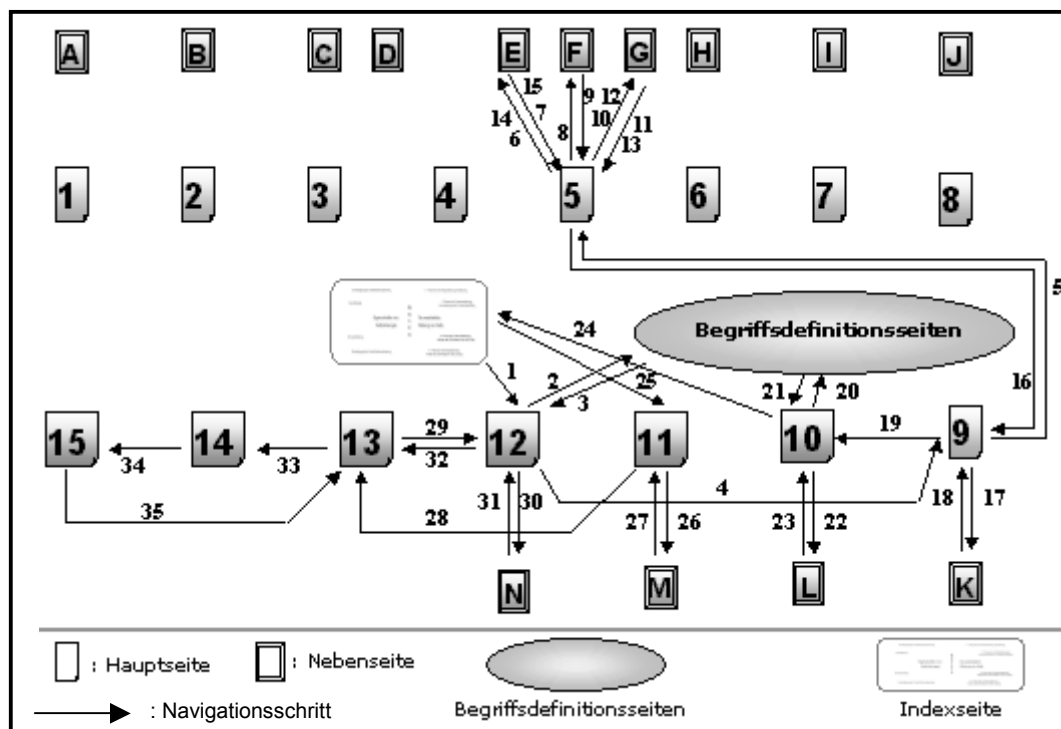 A B C D E F G H I J
15 9 12
14 7 10 11
6 8 13
1 2 3 4 5 6 7 8
5
24
Begriffsdefinitionsseiten
1 2 25 21 20 16
3
29 19
15 14 13 12 11 10 9
34 33 32
4
35 28 31 30 27 26 23 22 18 17
N M L K
: Hauptseite : Nebenseite
: Navigationsschritt Begriffsdefinitionsseiten Indexseite